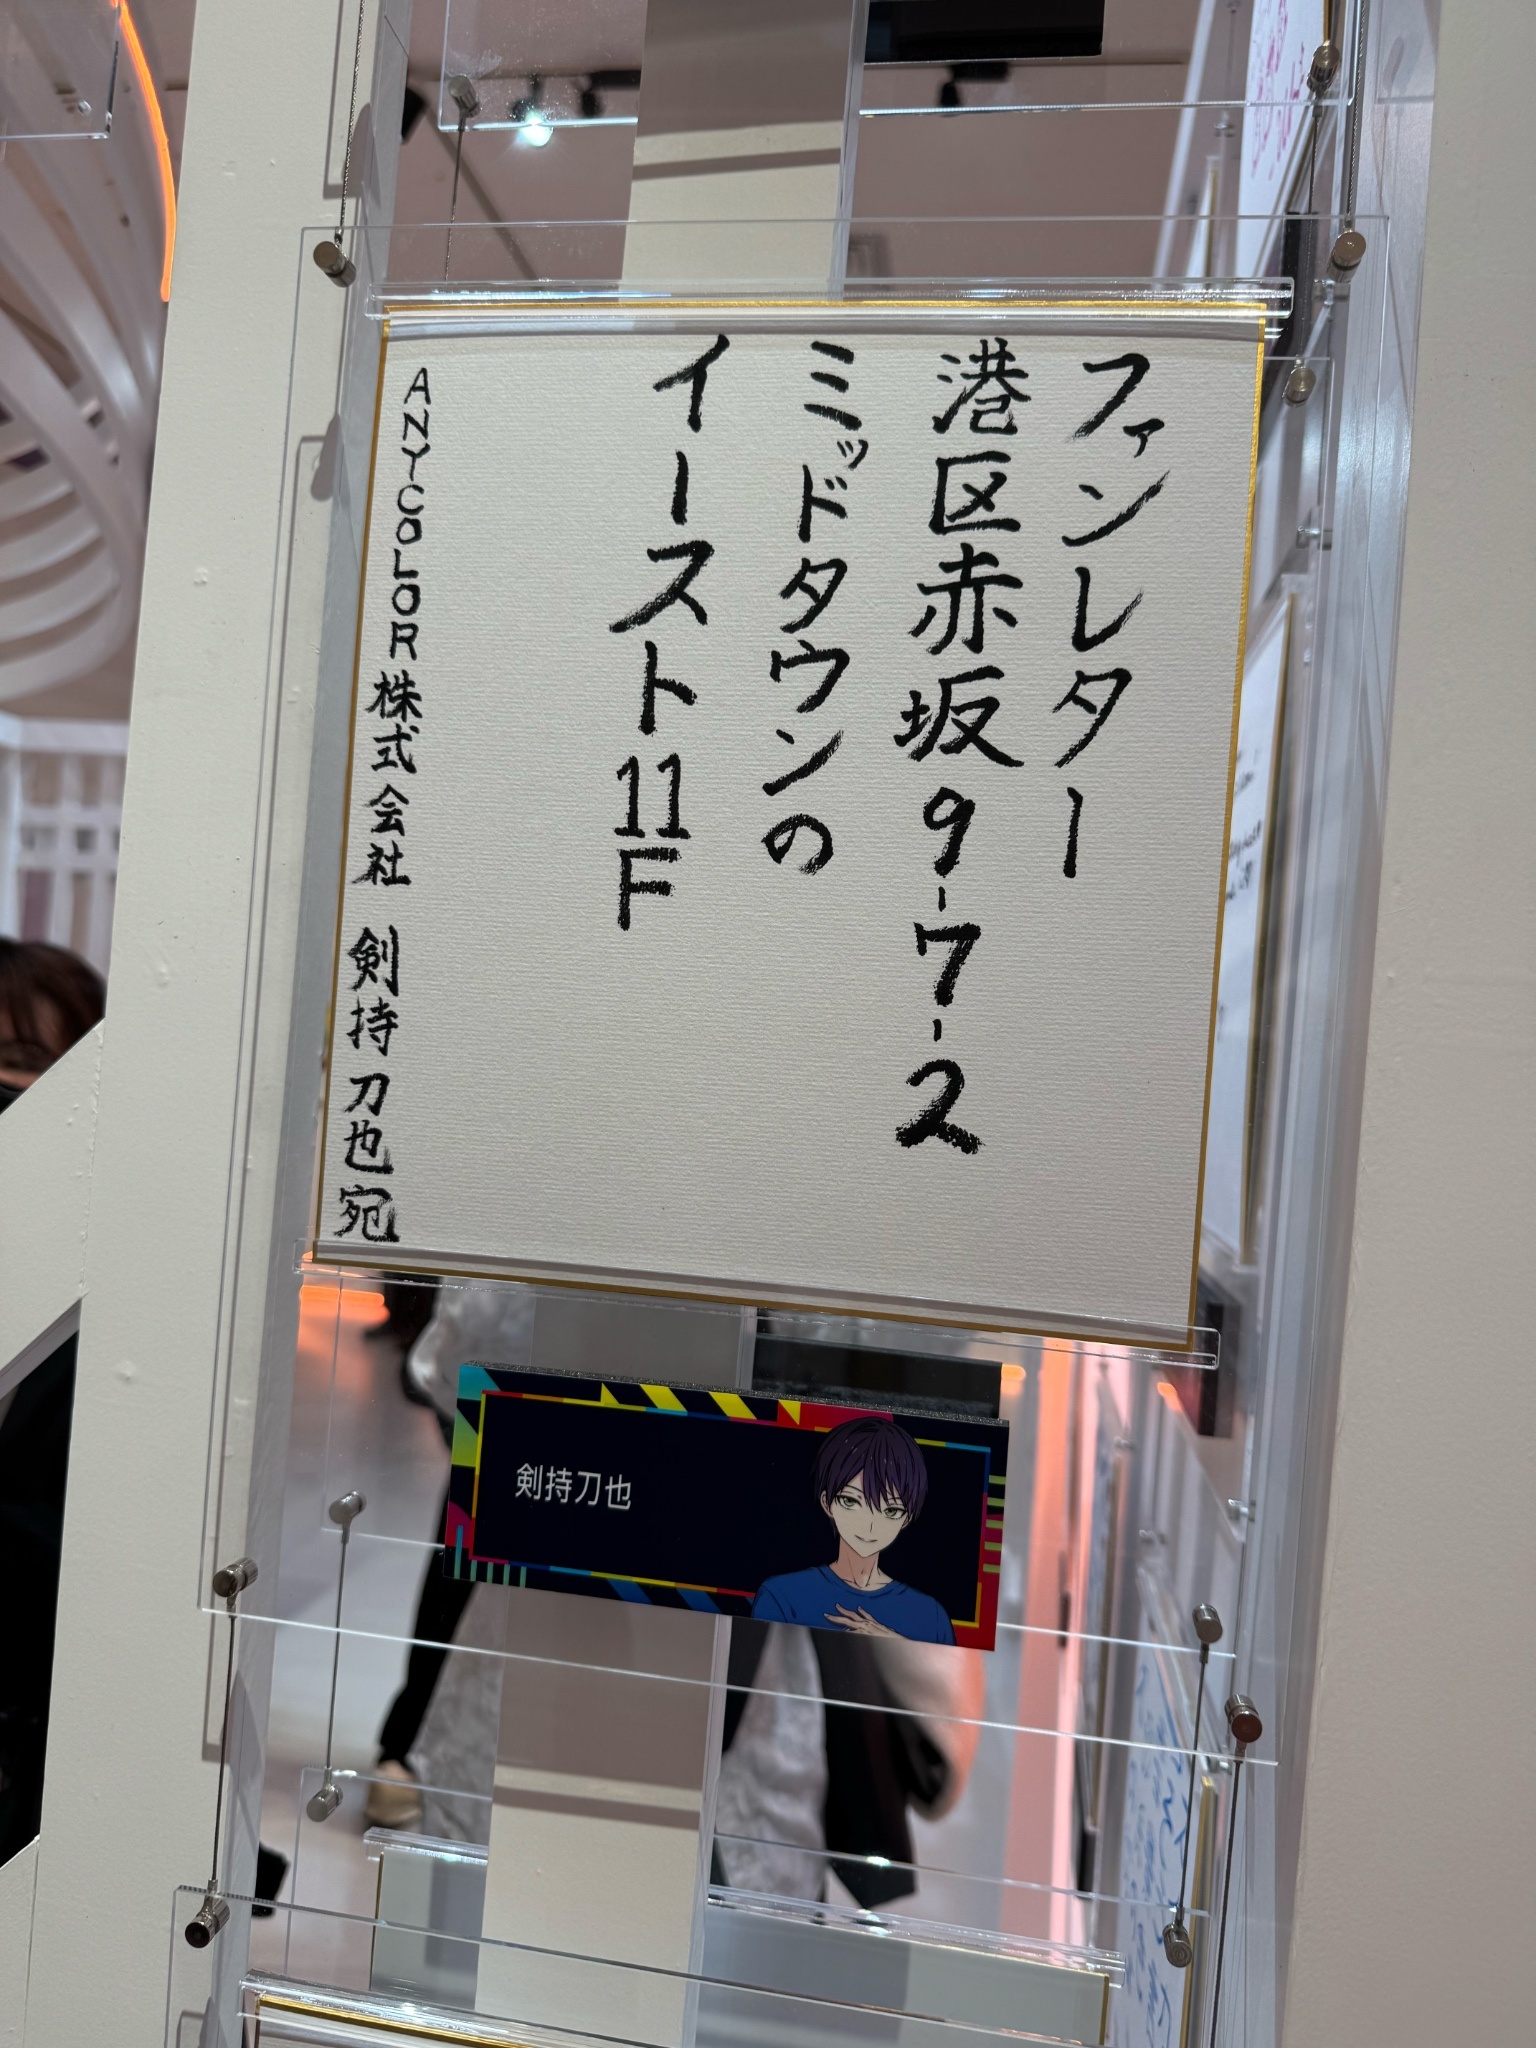 ファンレター
港区赤坂9-7-2
ミッドタウンの
イースト11F
ANYCOLOR株式会社 剣持刀也宛
剣持刀也